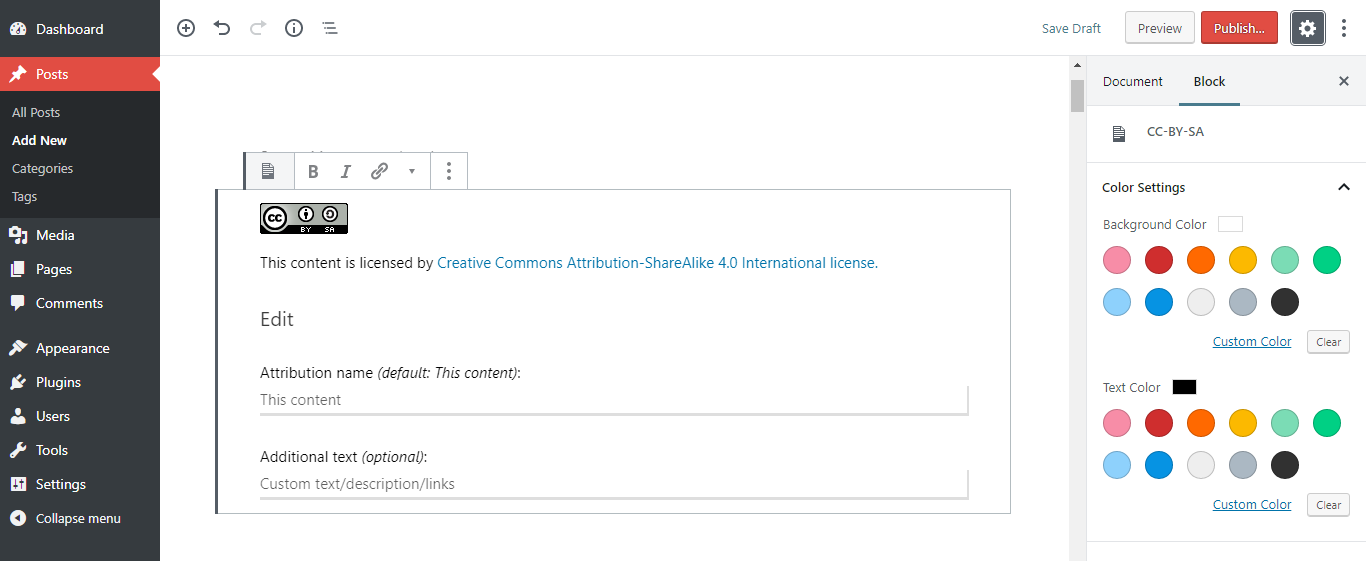 Dashboard
Posts
All Posts
Add New
Categories
Tags
Media
Pages
Comments
Appearance
Plugins
Users
Tools
Settings
Collapse menu
Save Draft
Preview
Publish...
B I
cc
BY SA
This content is licensed by Creative Commons Attribution-ShareAlike 4.0 International license.
Edit
Attribution name (default: This content):
This content
Additional text (optional):
Custom text/description/links
Document
Block
CC-BY-SA
Color Settings
Background Color
Custom Color
Clear
Text Color
Custom Color
Clear